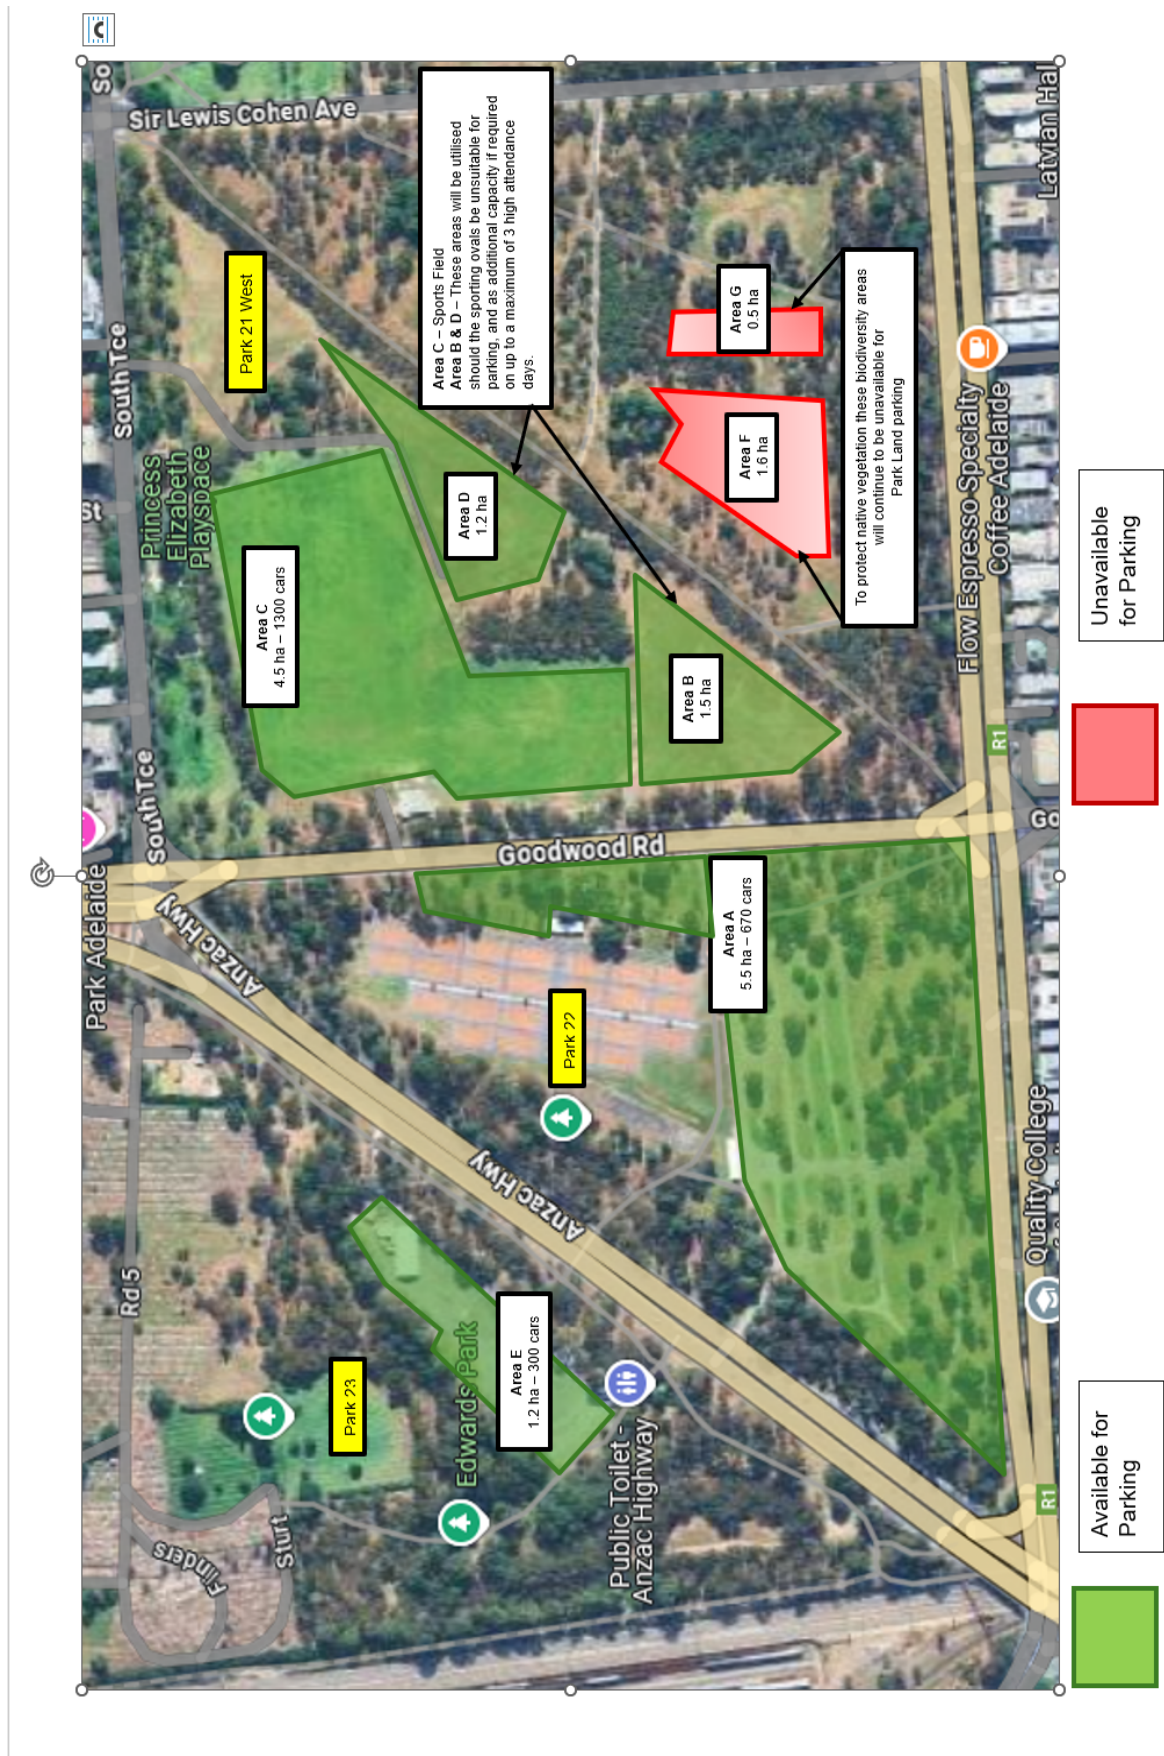 So
Sir Lewis Cohen Ave
South Tce
Park 21 West
Princess
Elizabeth
Playspace
St
Area C – Sports Field
Area B & D – These areas will be utilised
should the sporting ovals be unsuitable for
parking, and as additional capacity if required
on up to a maximum of 3 high attendance
days.
Area G
0.5 ha
Area F
1.6 ha
To protect native vegetation these biodiversity areas
will continue to be unavailable for
Park Land parking
Latvian Hal
Flow Espresso Specialty
Coffee Adelaide
Area D
1.2 ha
Area C
4.5 ha – 1300 cars
Area B
1.5 ha
R1
South Tce
Goodwood Rd
Go
Park Adelaide
Anzac Hwy
Area A
5.5 ha – 670 cars
Park 22
Anzac Hwy
Quality College
Rd 5
Park 23
Edwards Park
Area E
1.2 ha – 300 cars
Public Toilet -
Anzac Highway
Flinders
Sturt
R1
Available for
Parking
Unavailable
for Parking